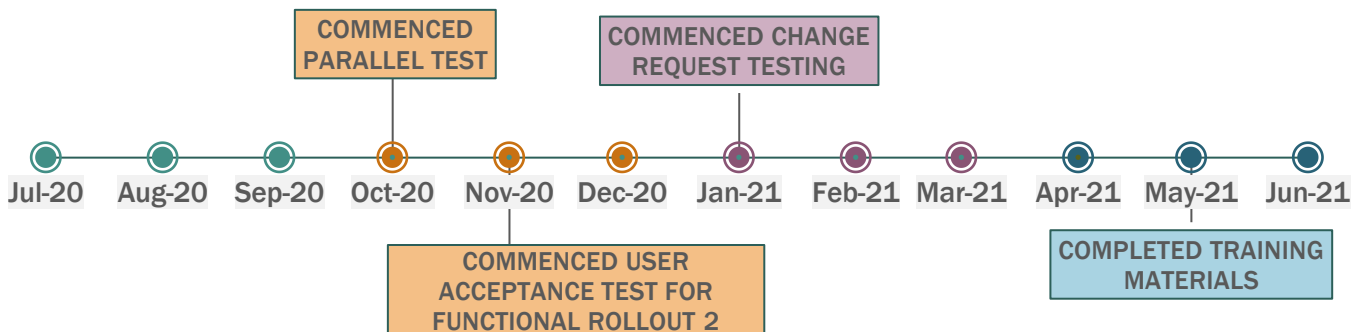 COMMENCED
PARALLEL TEST
COMMENCED CHANGE
REQUEST TESTING
Jul-20 Aug-20 Sep-20 Oct-20 Nov-20 Dec-20 Jan-21 Feb-21 Mar-21 Apr-21 May-21 Jun-21
COMMENCED USER
ACCEPTANCE TEST FOR
FUNCTIONAL ROLLOUT 2
COMPLETED TRAINING
MATERIALS